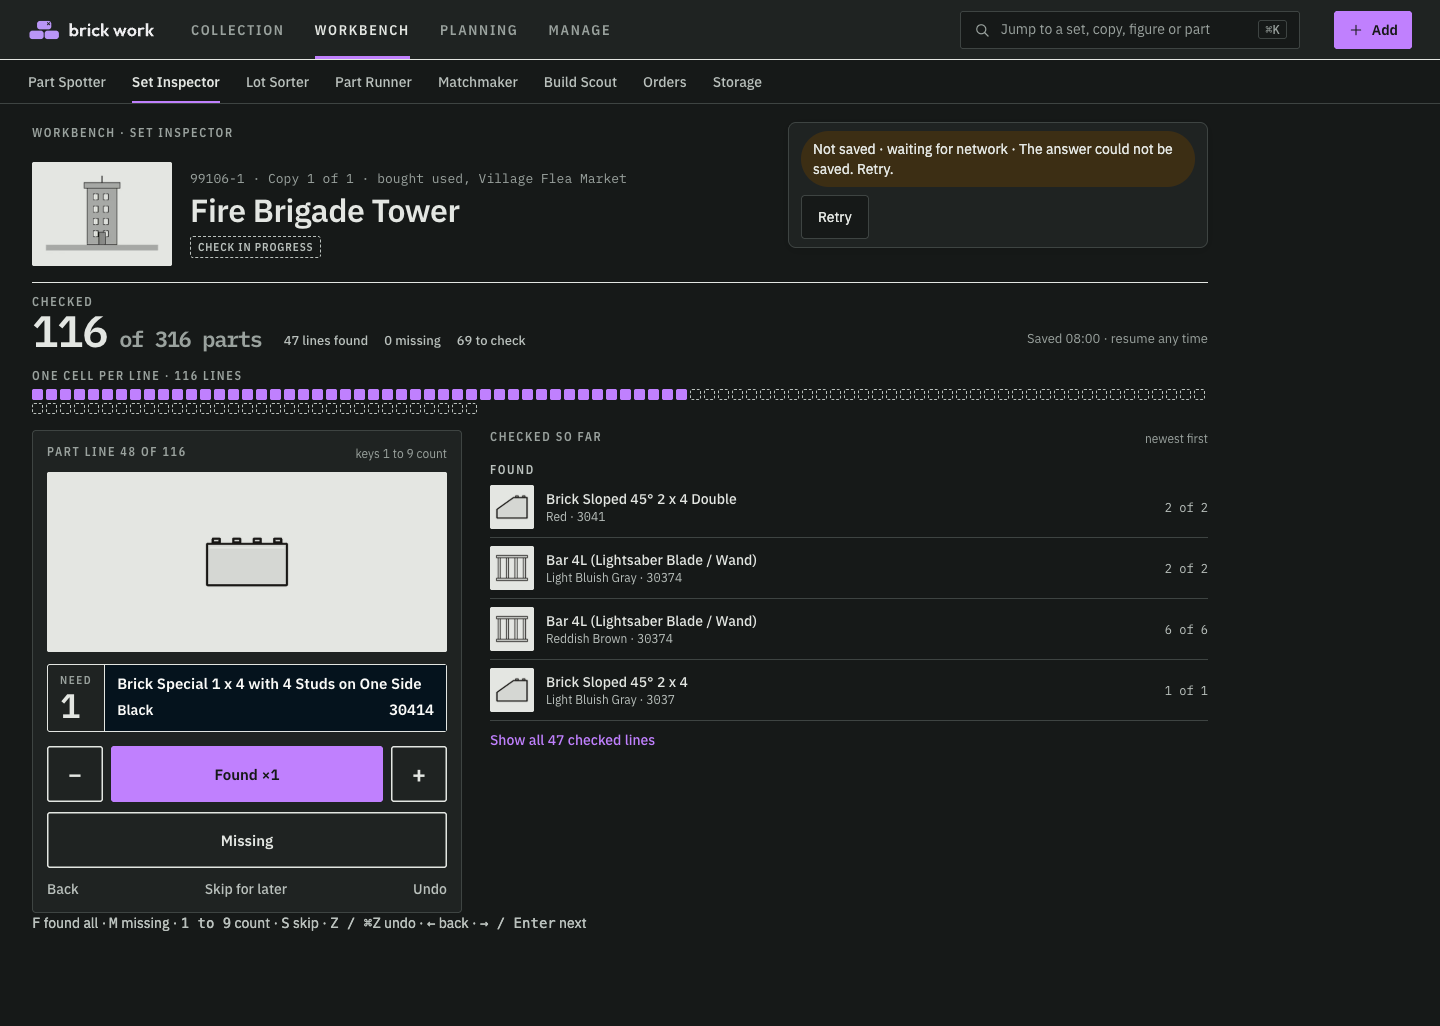 brick work
COLLECTION
WORKBENCH
PLANNING
MANAGE
Jump to a set, copy, figure or part
⌘K
+ Add
Part Spotter
Set Inspector
Lot Sorter
Part Runner
Matchmaker
Build Scout
Orders
Storage
WORKBENCH · SET INSPECTOR
99106-1 · Copy 1 of 1 · bought used, Village Flea Market
Fire Brigade Tower
CHECK IN PROGRESS
Not saved · waiting for network · The answer could not be
saved. Retry.
Retry
CHECKED
116 of 316 parts
47 lines found
0 missing
69 to check
Saved 08:00 · resume any time
ONE CELL PER LINE · 116 LINES
PART LINE 48 OF 116
keys 1 to 9 count
NEED
1
Brick Special 1 x 4 with 4 Studs on One Side
Black
30414
−
Found ×1
+
Missing
Back
Skip for later
Undo
CHECKED SO FAR
newest first
FOUND
Brick Sloped 45° 2 x 4 Double
Red · 3041
2 of 2
Bar 4L (Lightsaber Blade / Wand)
Light Bluish Gray · 30374
2 of 2
Bar 4L (Lightsaber Blade / Wand)
Reddish Brown · 30374
6 of 6
Brick Sloped 45° 2 x 4
Light Bluish Gray · 3037
1 of 1
Show all 47 checked lines
F found all · M missing · 1 to 9 count · S skip · Z / ⌘Z undo · ← back · → / Enter next